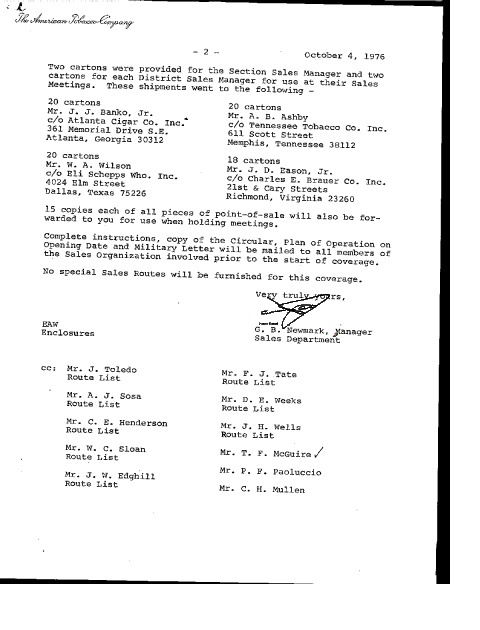 The American Tobacco Company
- 2 -
October 4, 1976
Two cartons were provided for the Section Sales Manager and two
cartons for each District Sales Manager for use at their Sales
Meetings. These shipments went to the following -
20 cartons
Mr. J. J. Banko, Jr.
c/o Atlanta Cigar Co. Inc.
361 Memorial Drive S.E.
Atlanta, Georgia 30312
20 cartons
Mr. A. B. Ashby
c/o Tennessee Tobacco Co. Inc.
611 Scott Street
Memphis, Tennessee 38112
20 cartons
Mr. W. A. Wilson
c/o Eli Schepps Who. Inc.
4024 Elm Street
Dallas, Texas 75226
18 cartons
Mr. J. D. Eason, Jr.
c/o Charles E. Brauer Co. Inc.
21st & Cary Streets
Richmond, Virginia 23260
15 copies each of all pieces of point-of-sale will also be for-
warded to you for use when holding meetings.
Complete instructions, copy of the Circular, Plan of Operation on
Opening Date and Military Letter will be mailed to all members of
the Sales Organization involved prior to the start of coverage.
No special Sales Routes will be furnished for this coverage.
Very truly yours,
G. B. Newmark, Manager
Sales Department
EAW
Enclosures
cc: Mr. J. Toledo
Route List
Mr. A. J. Sosa
Route List
Mr. C. E. Henderson
Route List
Mr. W. C. Sloan
Route List
Mr. J. W. Edghill
Route List
Mr. F. J. Tate
Route List
Mr. D. E. Weeks
Route List
Mr. J. H. Wells
Route List
Mr. T. F. McGuire
Mr. P. F. Paoluccio
Mr. C. H. Mullen